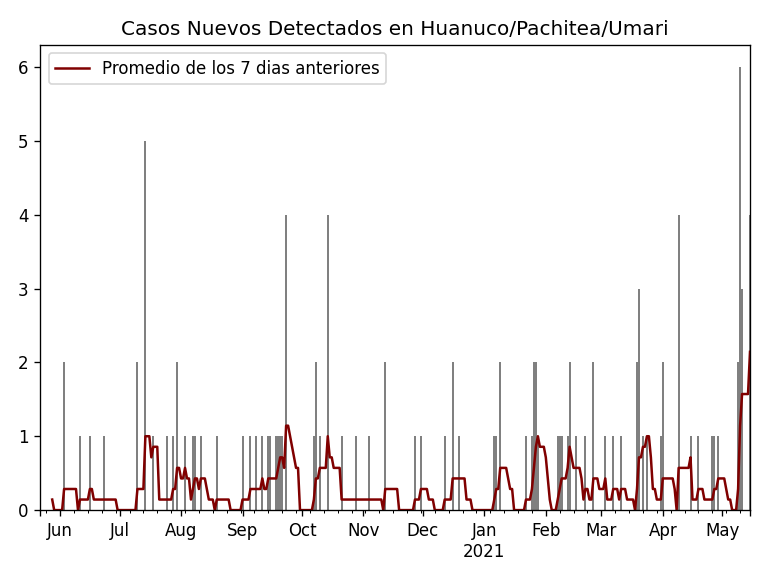 Casos Nuevos Detectados en Huanuco/Pachitea/Umari
Promedio de los 7 dias anteriores
6
5
4
3
2
1
0
Jun Jul Aug Sep Oct Nov Dec Jan Feb Mar Apr May
2021